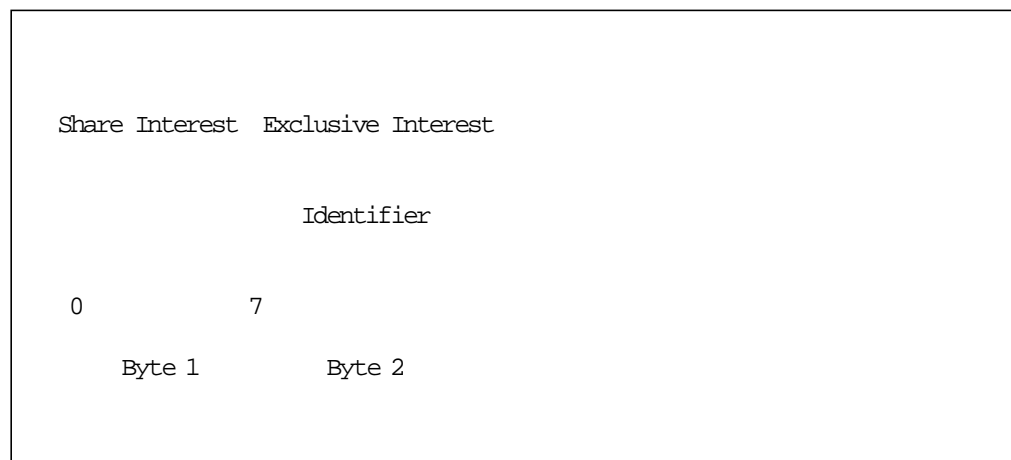 Share Interest Exclusive Interest
Identifier
0 7
Byte 1 Byte 2